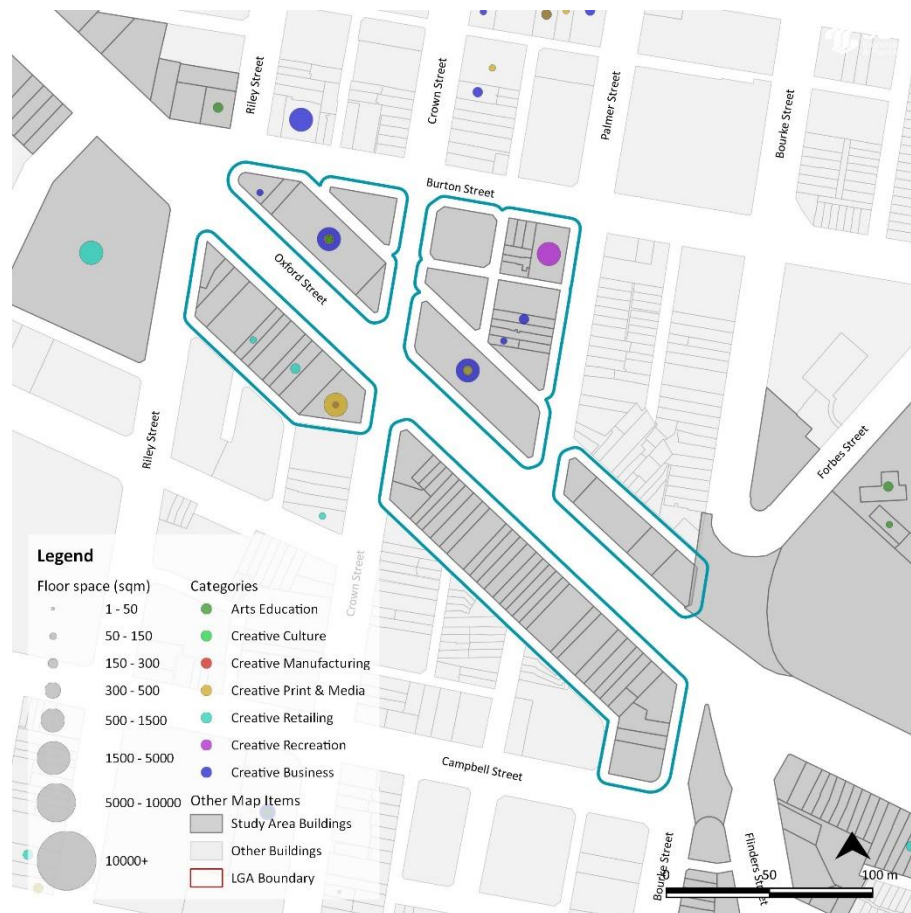 Riley Street
Crown Street
Palmer Street
Bourke Street
Burton Street
Oxford Street
Riley Street
Forbes Street
Crown Street
Campbell Street
Bourke Street
Flinders Street
Legend
Floor space (sqm)
1 - 50
50 - 150
150 - 300
300 - 500
500 - 1500
1500 - 5000
5000 - 10000
10000+
Categories
Arts Education
Creative Culture
Creative Manufacturing
Creative Print & Media
Creative Retailing
Creative Recreation
Creative Business
Other Map Items
Study Area Buildings
Other Buildings
LGA Boundary
0 50 100 m